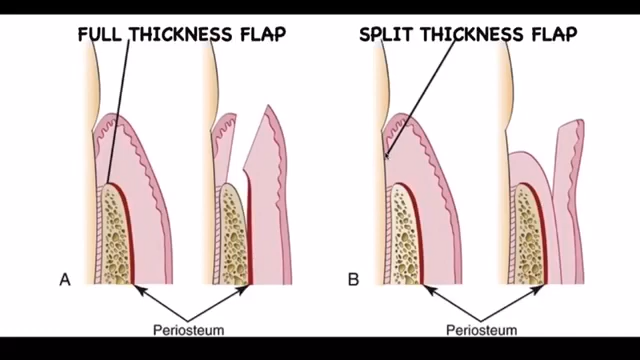 FULL THICKNESS FLAP
SPLIT THICKNESS FLAP
A
B
Periosteum
Periosteum